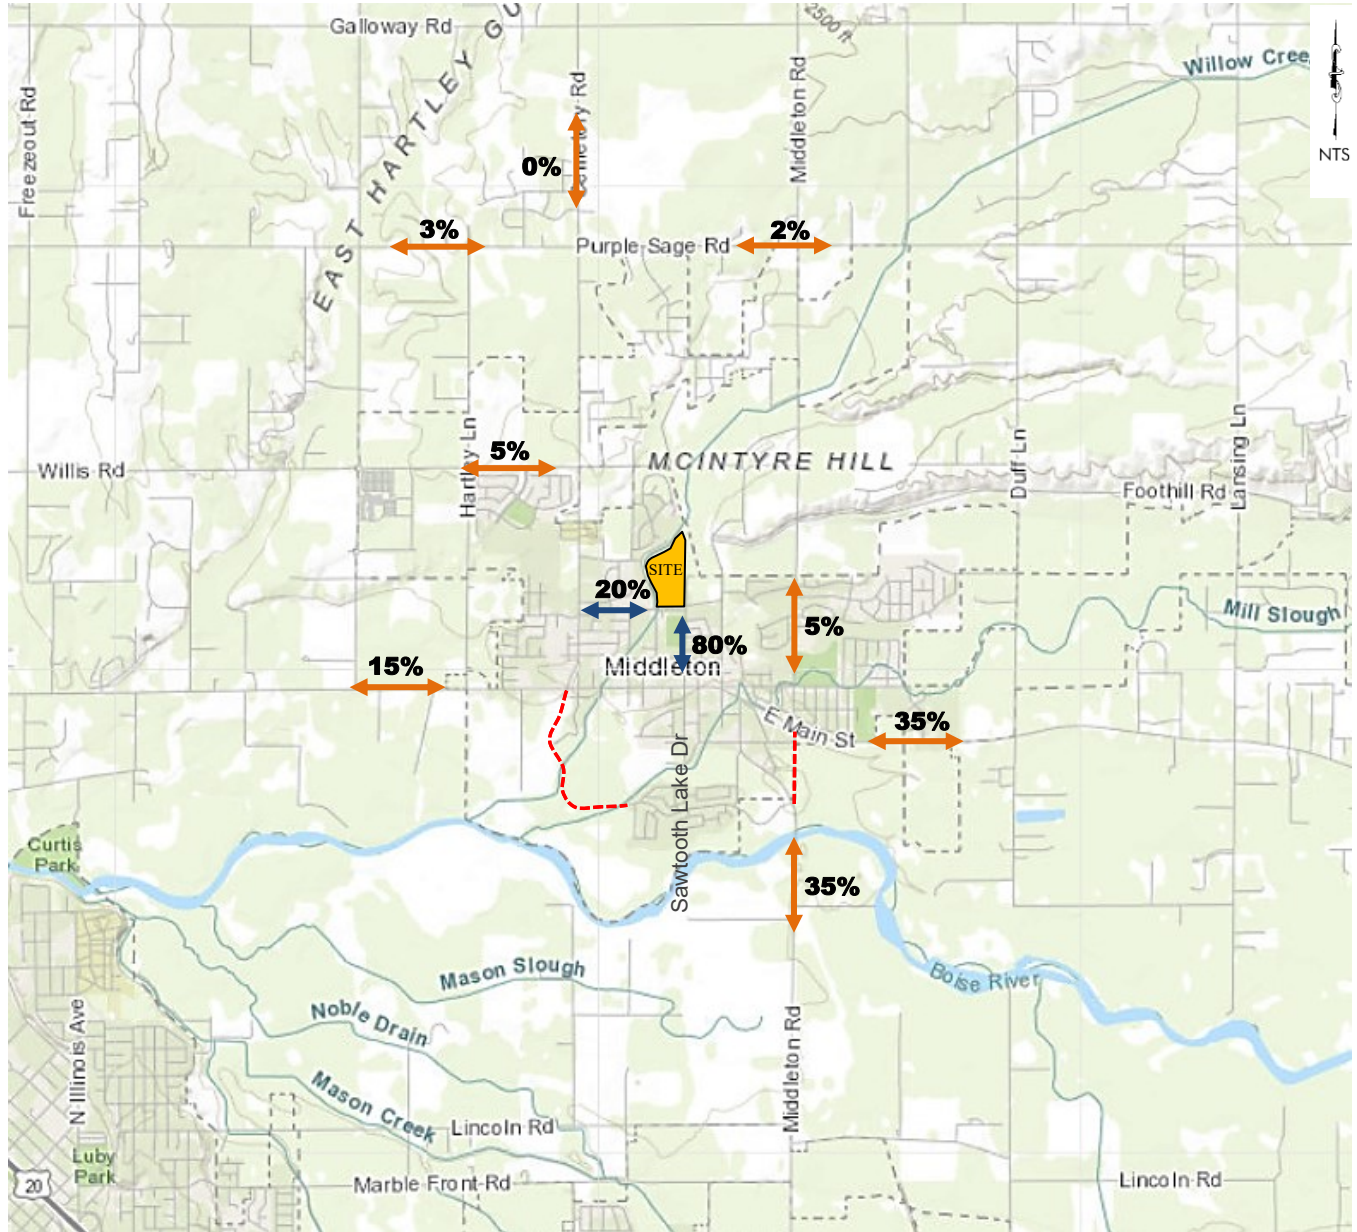 Galloway Rd
2500 ft
Willow Cree
NTS
Freezeout Rd
EAST HARTLEY GU
Middleton Rd
0%
3%
Purple Sage Rd
2%
Willis Rd
Hartley Ln
5%
MCINTYRE HILL
Duff Ln
Foothill Rd
Lansing Ln
SITE
20%
5%
Mill Slough
80%
Middleton
15%
E Main St
35%
Sawtooth Lake Dr
Curtis
Park
35%
Boise River
Mason Slough
Noble Drain
N Illinois Ave
Middleton Rd
Mason Creek
Lincoln Rd
Luby
Park
20
Marble Front Rd
Lincoln Rd